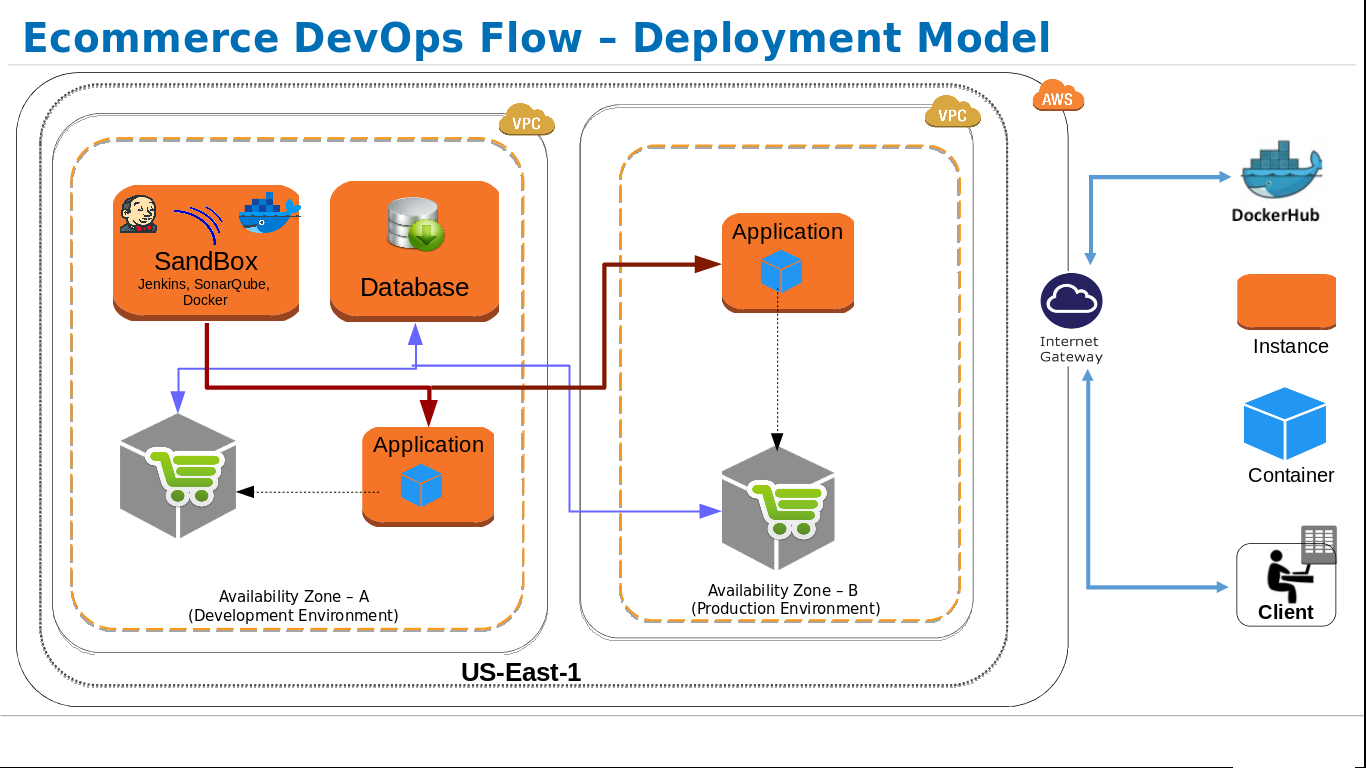 Ecommerce DevOps Flow – Deployment Model
AWS
VPC
VPC
SandBox
Jenkins, SonarQube,
Docker
Database
Application
DockerHub
Internet
Gateway
Instance
Application
Container
Availability Zone – A
(Development Environment)
Availability Zone – B
(Production Environment)
Client
US-East-1